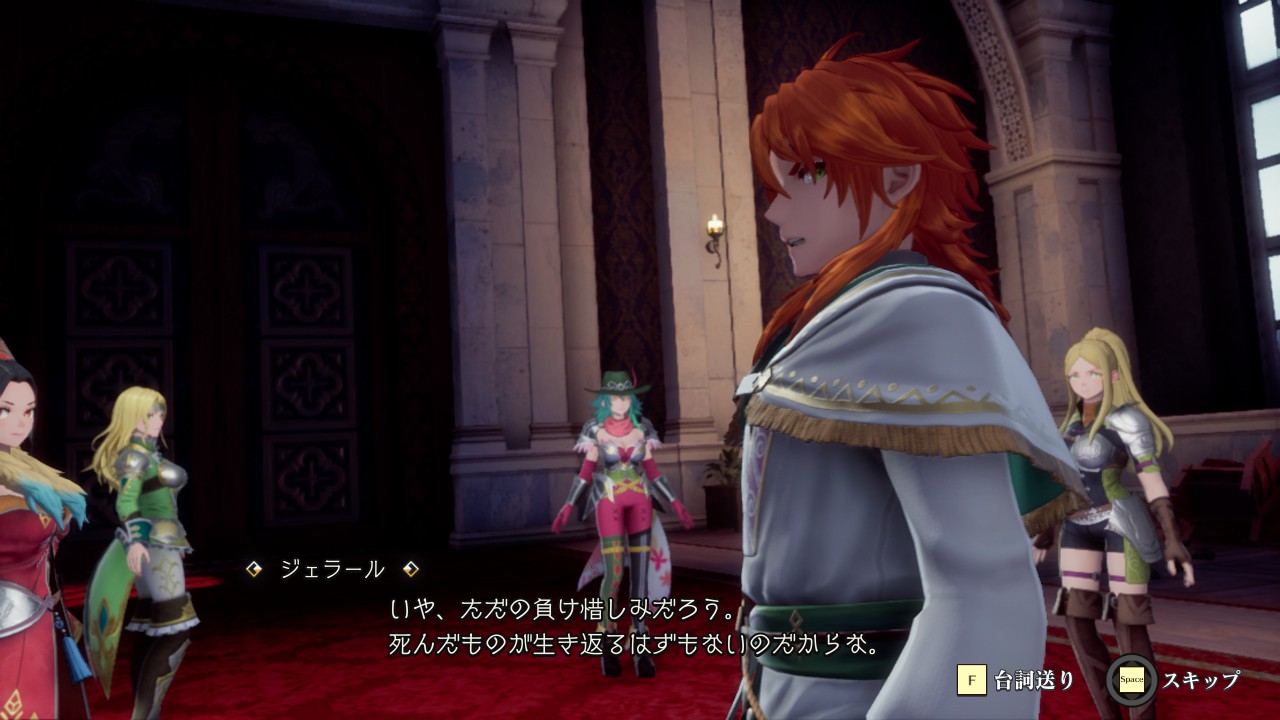 ジェラール
いや、ただの負け惜しみだろう。
死んだものが生き返るはずもないのだからな。
F 台詞送り Space スキップ